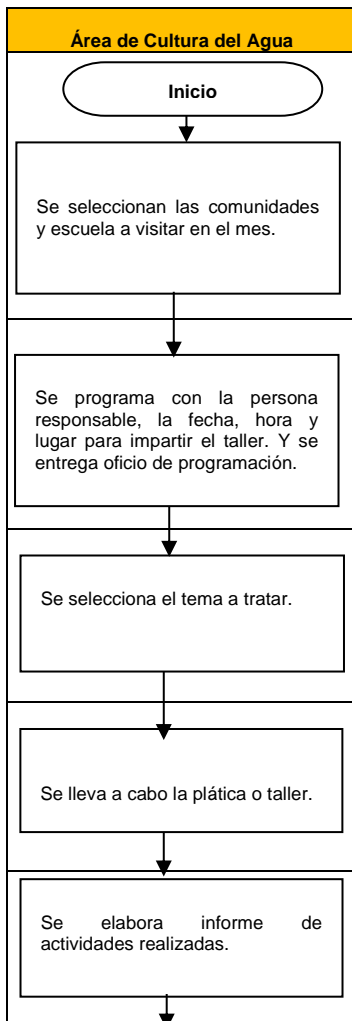 Área de Cultura del Agua
Inicio
Se seleccionan las comunidades
y escuela a visitar en el mes.
Se programa con la persona
responsable, la fecha, hora y
lugar para impartir el taller. Y se
entrega oficio de programación.
Se selecciona el tema a tratar.
Se lleva a cabo la plática o taller.
Se elabora informe de
actividades realizadas.